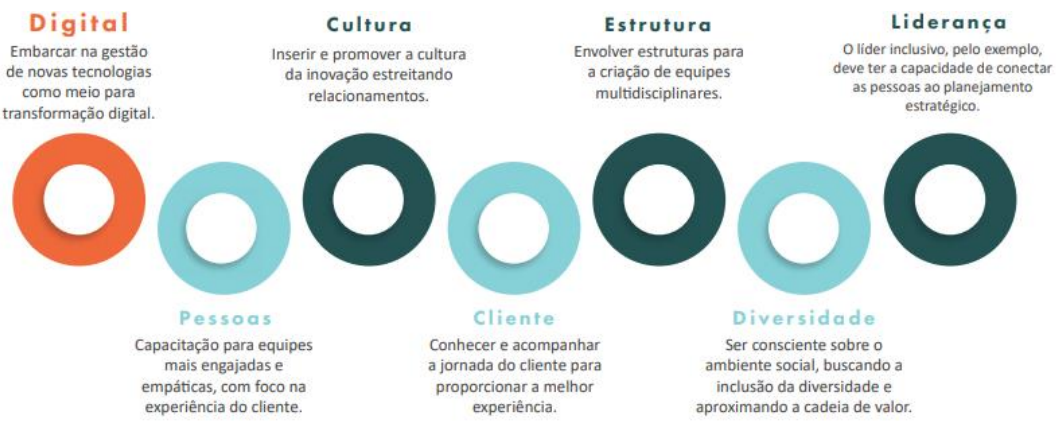 Digital
Embarcar na gestão
de novas tecnologias
como meio para
transformação digital.
Pessoas
Capacitação para equipes
mais engajadas e
empáticas, com foco na
experiência do cliente.
Cultura
Inserir e promover a cultura
da inovação estreitando
relacionamentos.
Cliente
Conhecer e acompanhar
a jornada do cliente para
proporcionar a melhor
experiência.
Estrutura
Envolver estruturas para
a criação de equipes
multidisciplinares.
Diversidade
Ser consciente sobre o
ambiente social, buscando a
inclusão da diversidade e
aproximando a cadeia de valor.
Liderança
O líder inclusivo, pelo exemplo,
deve ter a capacidade de conectar
as pessoas ao planejamento
estratégico.